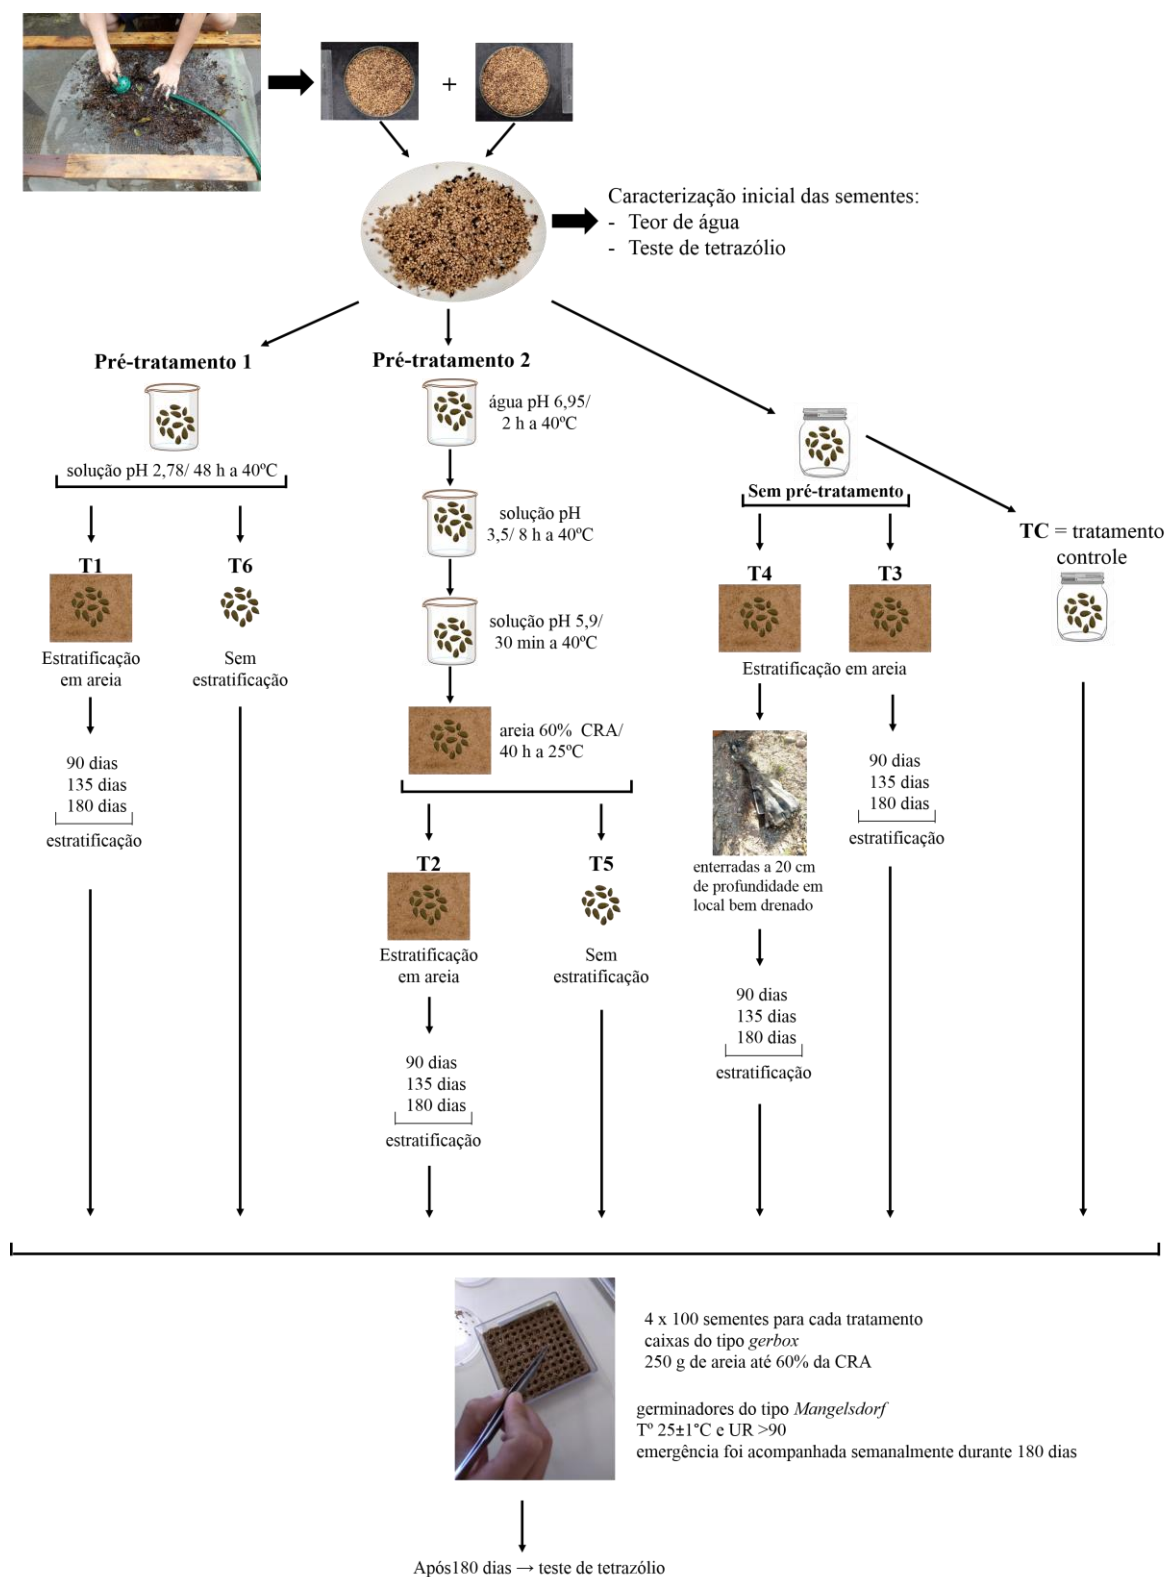 +
Caracterização inicial das sementes:
- Teor de água
- Teste de tetrazólio
Pré-tratamento 1
solução pH 2,78/ 48 h a 40ºC
T1
Estratificação
em areia
90 dias
135 dias
180 dias
estratificação
T6
Sem
estratificação
Pré-tratamento 2
água pH 6,95/
2 h a 40ºC
solução pH
3,5/ 8 h a 40ºC
solução pH 5,9/
30 min a 40ºC
areia 60% CRA/
40 h a 25ºC
T2
Estratificação
em areia
90 dias
135 dias
180 dias
estratificação
T5
Sem
estratificação
Sem pré-tratamento
T4
T3
Estratificação em areia
enterradas a 20 cm
de profundidade em
local bem drenado
90 dias
135 dias
180 dias
estratificação
90 dias
135 dias
180 dias
estratificação
TC = tratamento
controle
4 x 100 sementes para cada tratamento
caixas do tipo gerbox
250 g de areia até 60% da CRA
germinadores do tipo Mangelsdorf
Tº 25±1°C e UR >90
emergência foi acompanhada semanalmente durante 180 dias
Após180 dias → teste de tetrazólio